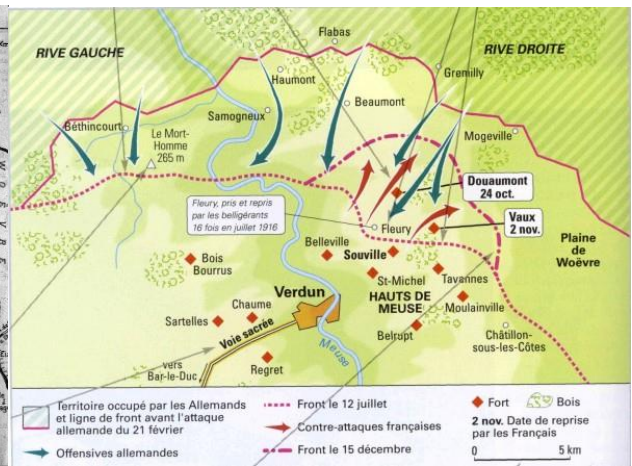 RIVE GAUCHE
Flabas
RIVE DROITE
Haumont
Gremilly
Beaumont
Samogneux
Béthincourt
Le Mort-
Homme
265 m
Mogeville
Douaumont
24 oct.
Fleury, pris et repris
par les belligérants
16 fois en juillet 1916
Fleury
Vaux
2 nov.
Belleville
Souville
Plaine
de
Woëvre
Bois
Bourrus
St-Michel
Tavannes
Verdun
HAUTS DE
MEUSE
Moulainville
Chaume
Sartelles
Voie sacrée
Belrupt
Châtillon-
sous-les-Côtes
Meuse
vers
Bar-le-Duc
Regret
Territoire occupé par les Allemands
et ligne de front avant l'attaque
allemande du 21 février
Offensives allemandes
Front le 12 juillet
Contre-attaques françaises
Front le 15 décembre
Fort
Bois
2 nov. Date de reprise
par les Français
0 5 km
WOËVRE